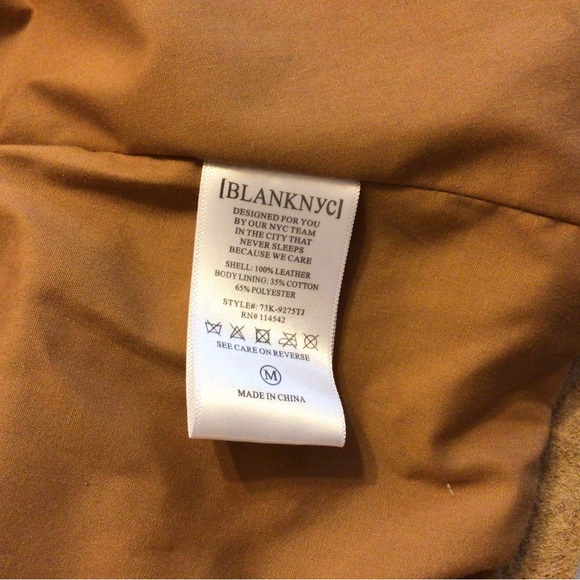 [BLANKNYC]
DESIGNED FOR YOU
BY OUR NYC TEAM
IN THE CITY THAT
NEVER SLEEPS
BECAUSE WE CARE
SHELL: 100% LEATHER
BODY LINING: 35% COTTON
65% POLYESTER
STYLE#: 73K-9275TJ
RN# 114542
SEE CARE ON REVERSE
M
MADE IN CHINA